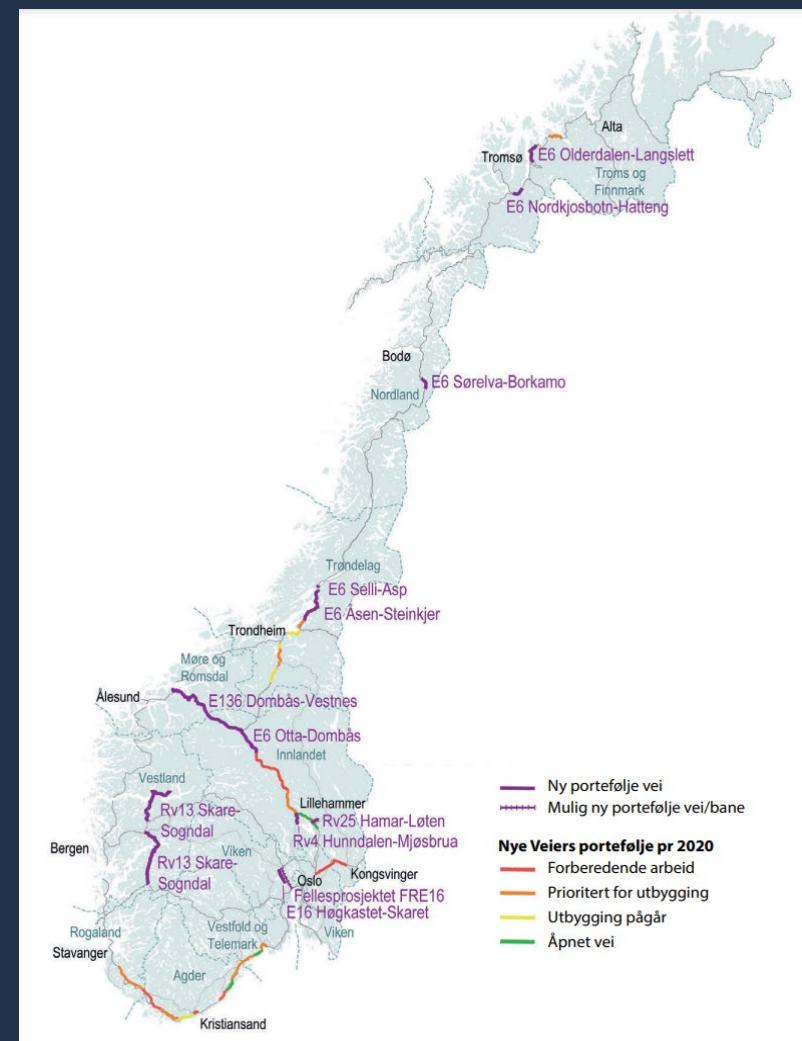 Alta
Tromsø
E6 Olderdalen-Langslett
Troms og
Finnmark
E6 Nordkjosbotn-Hatteng
Bodø
E6 Sørelva-Borkamo
Nordland
Trøndelag
E6 Selli-Asp
E6 Åsen-Steinkjer
Trondheim
Møre og
Romsdal
Ålesund
E136 Dombås-Vestnes
E6 Otta-Dombås
Innlandet
Vestland
Lillehammer
Rv13 Skare-
Sogndal
Rv25 Hamar-Løten
Rv4 Hunndalen-Mjøsbrua
Bergen
Viken
Rv13 Skare-
Sogndal
Oslo
Kongsvinger
Fellesprosjektet FRE16
E16 Høgkastet-Skaret
Rogaland
Vestfold og
Telemark
Viken
Stavanger
Agder
Kristiansand
Ny portefølje vei
Mulig ny portefølje vei/bane
Nye Veiers portefølje pr 2020
Forberedende arbeid
Prioritert for utbygging
Utbygging pågår
Åpnet vei